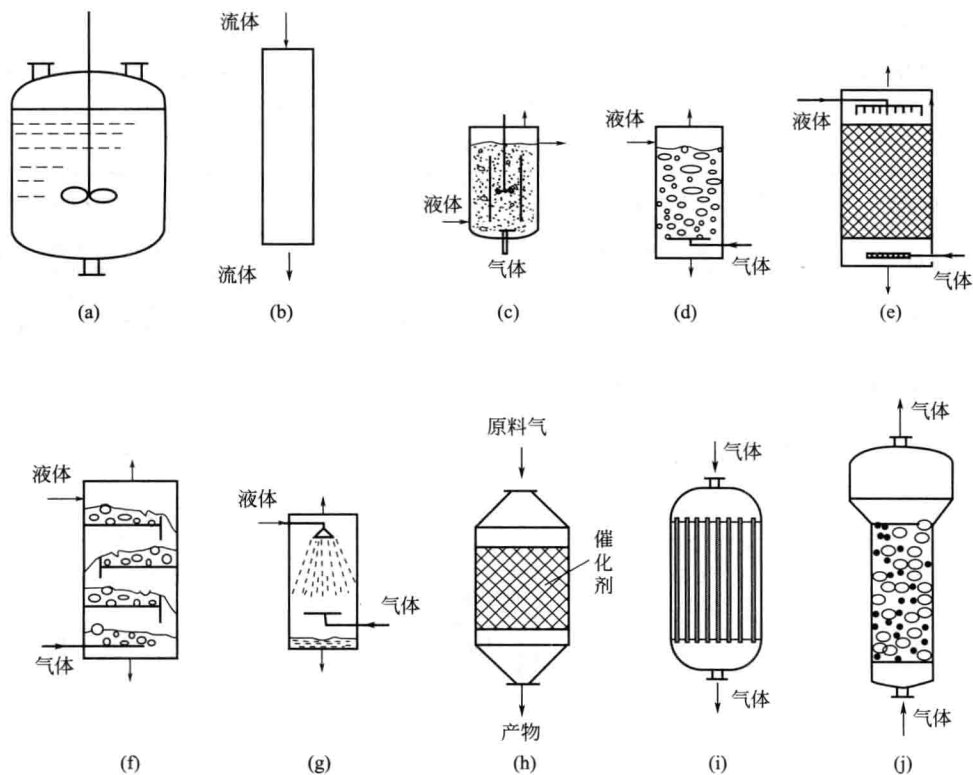 流体
流体
(a)
(b)
液体
气体
(c)
液体
气体
(d)
液体
气体
(e)
液体
气体
(f)
液体
气体
(g)
原料气
催化剂
产物
(h)
气体
气体
(i)
气体
气体
(j)